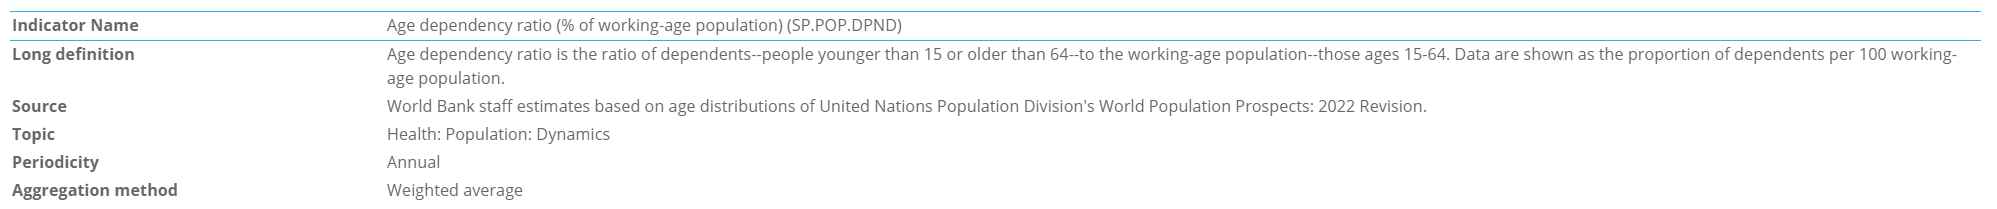 Indicator Name Age dependency ratio (% of working-age population) (SP.POP.DPND)
Long definition Age dependency ratio is the ratio of dependents--people younger than 15 or older than 64--to the working-age population--those ages 15-64. Data are shown as the proportion of dependents per 100 working-
age population.
Source World Bank staff estimates based on age distributions of United Nations Population Division's World Population Prospects: 2022 Revision.
Topic Health: Population: Dynamics
Periodicity Annual
Aggregation method Weighted average